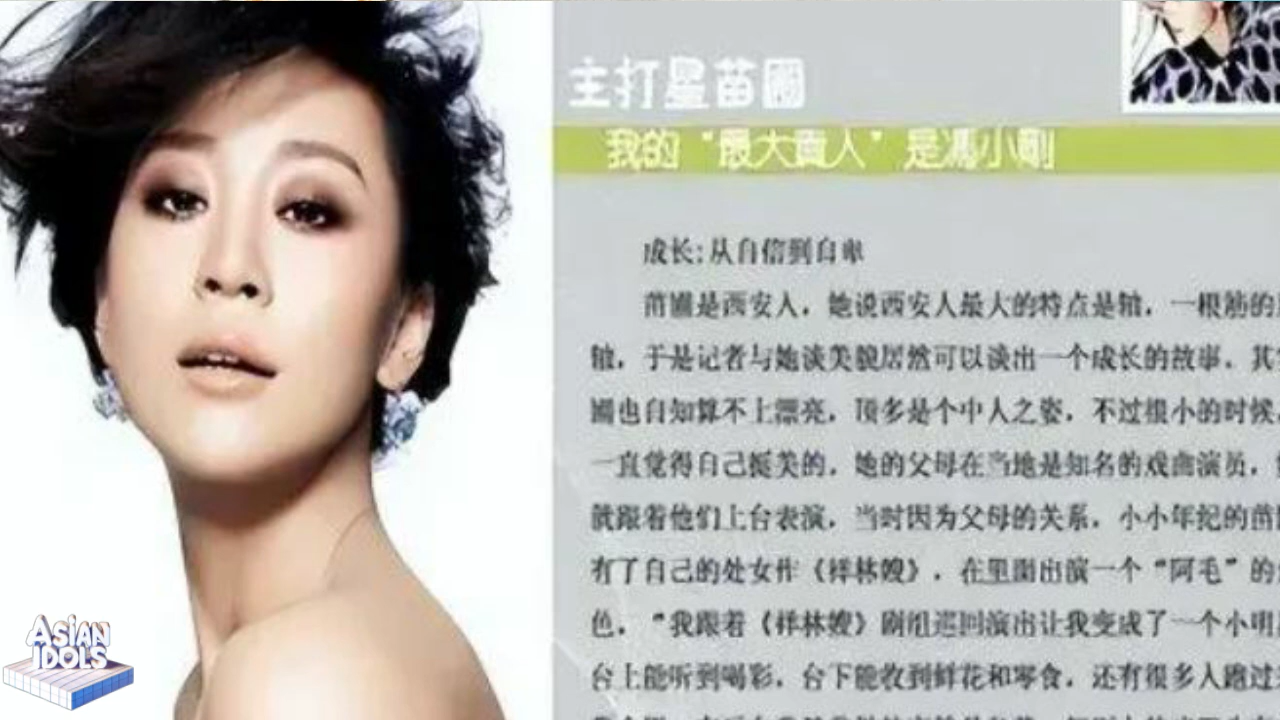 主打星苗圃
我的“最大貴人”是馮小剛
成长:从自信到自卑
苗圃是西安人，她说西安人最大的特点是轴，一根筋的
轴，于是记者与她谈美貌居然可以谈出一个成长的故事。其
圃也自知算不上漂亮，顶多是个中人之姿，不过很小的时候
一直觉得自己挺美的，她的父母在当地是知名的戏曲演员，
就跟着他们上台表演，当时因为父母的关系，小小年纪的苗
有了自己的处女作《祥林嫂》，在里面出演一个“阿毛”的
色，“我跟着《祥林嫂》剧组巡回演出让我变成了一个小明
台上能听到喝彩，台下能收到鲜花和零食，还有很多人跑过
ASiAN
iDOLS